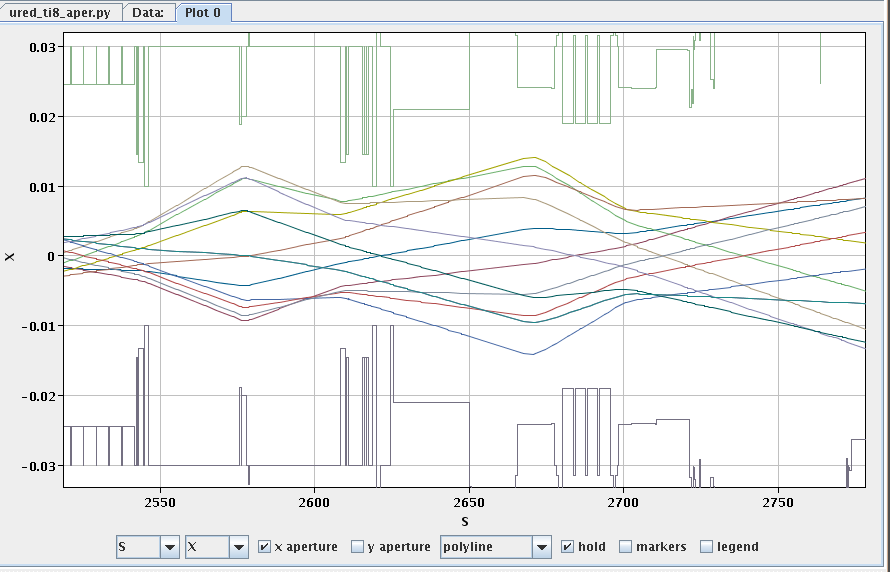 ured_ti8_aper.py Data: Plot 0
0.03
0.02
0.01
0
-0.01
-0.02
-0.03
X
2550 2600 2650 2700 2750
S
S X x aperture y aperture polyline hold markers legend